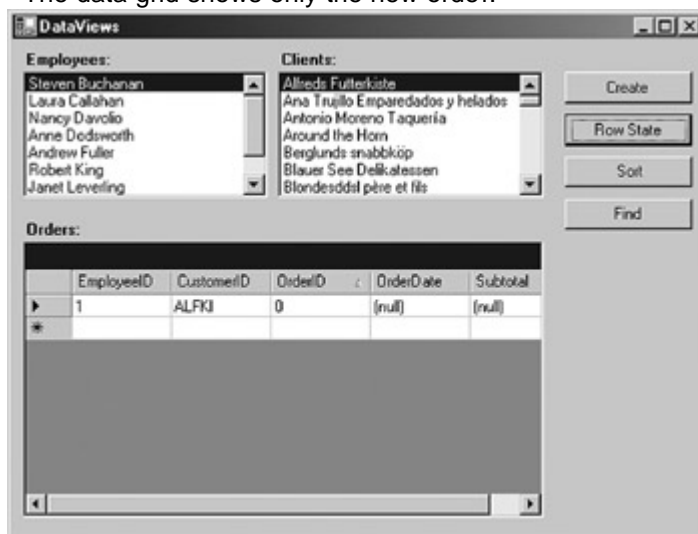 The data grid shows only the new order.
DataViews
Employees:
Clients:
Steven Buchanan
Laura Callahan
Nancy Davolio
Anne Dodsworth
Andrew Fuller
Robert King
Janet Leverling
Alfreds Futterkiste
Ana Trujillo Emparedados y helados
Antonio Moreno Taquería
Around the Horn
Berglunds snabbköp
Blauer See Delikatessen
Blondesddsl père et fils
Create
Row State
Sort
Find
Orders:
EmployeeID CustomerID OrderID OrderDate Subtotal
1 ALFKI 0 (null) (null)